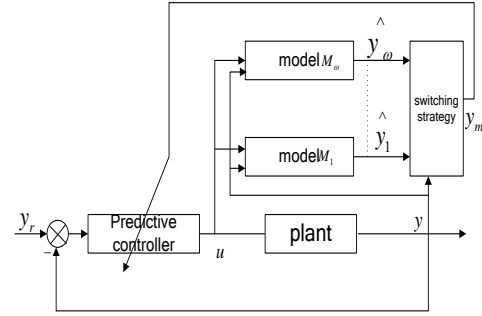 model M_ω
ŷ_ω
switching
strategy
y_m
model M_1
ŷ_1
y_r
Predictive
controller
plant
y
−
u